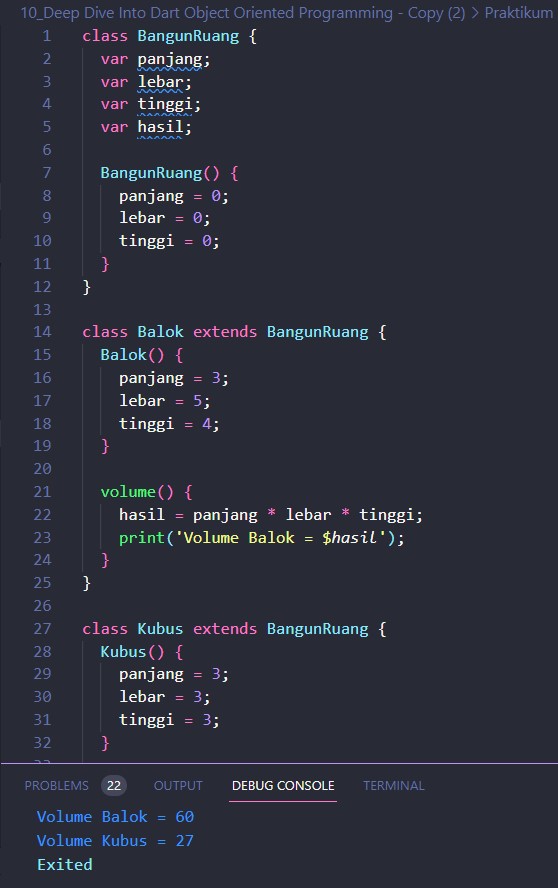 10_Deep Dive Into Dart Object Oriented Programming - Copy (2) > Praktikum
1 class BangunRuang {
2   var panjang;
3   var lebar;
4   var tinggi;
5   var hasil;
6
7   BangunRuang() {
8     panjang = 0;
9     lebar = 0;
10     tinggi = 0;
11   }
12 }
13
14 class Balok extends BangunRuang {
15   Balok() {
16     panjang = 3;
17     lebar = 5;
18     tinggi = 4;
19   }
20
21   volume() {
22     hasil = panjang * lebar * tinggi;
23     print('Volume Balok = $hasil');
24   }
25 }
26
27 class Kubus extends BangunRuang {
28   Kubus() {
29     panjang = 3;
30     lebar = 3;
31     tinggi = 3;
32   }
33
PROBLEMS 22 OUTPUT DEBUG CONSOLE TERMINAL
Volume Balok = 60
Volume Kubus = 27
Exited